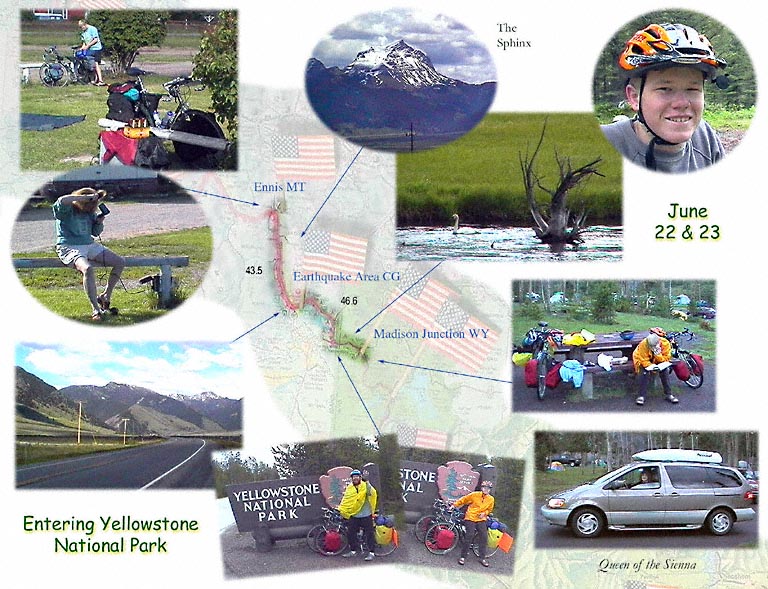 The
Sphinx
Ennis MT
June
22 & 23
43.5
Earthquake Area CG
46.6
Madison Junction WY
YELLOWSTONE
NATIONAL
PARK
STONE
PARK
Entering Yellowstone
National Park
Queen of the Sienna